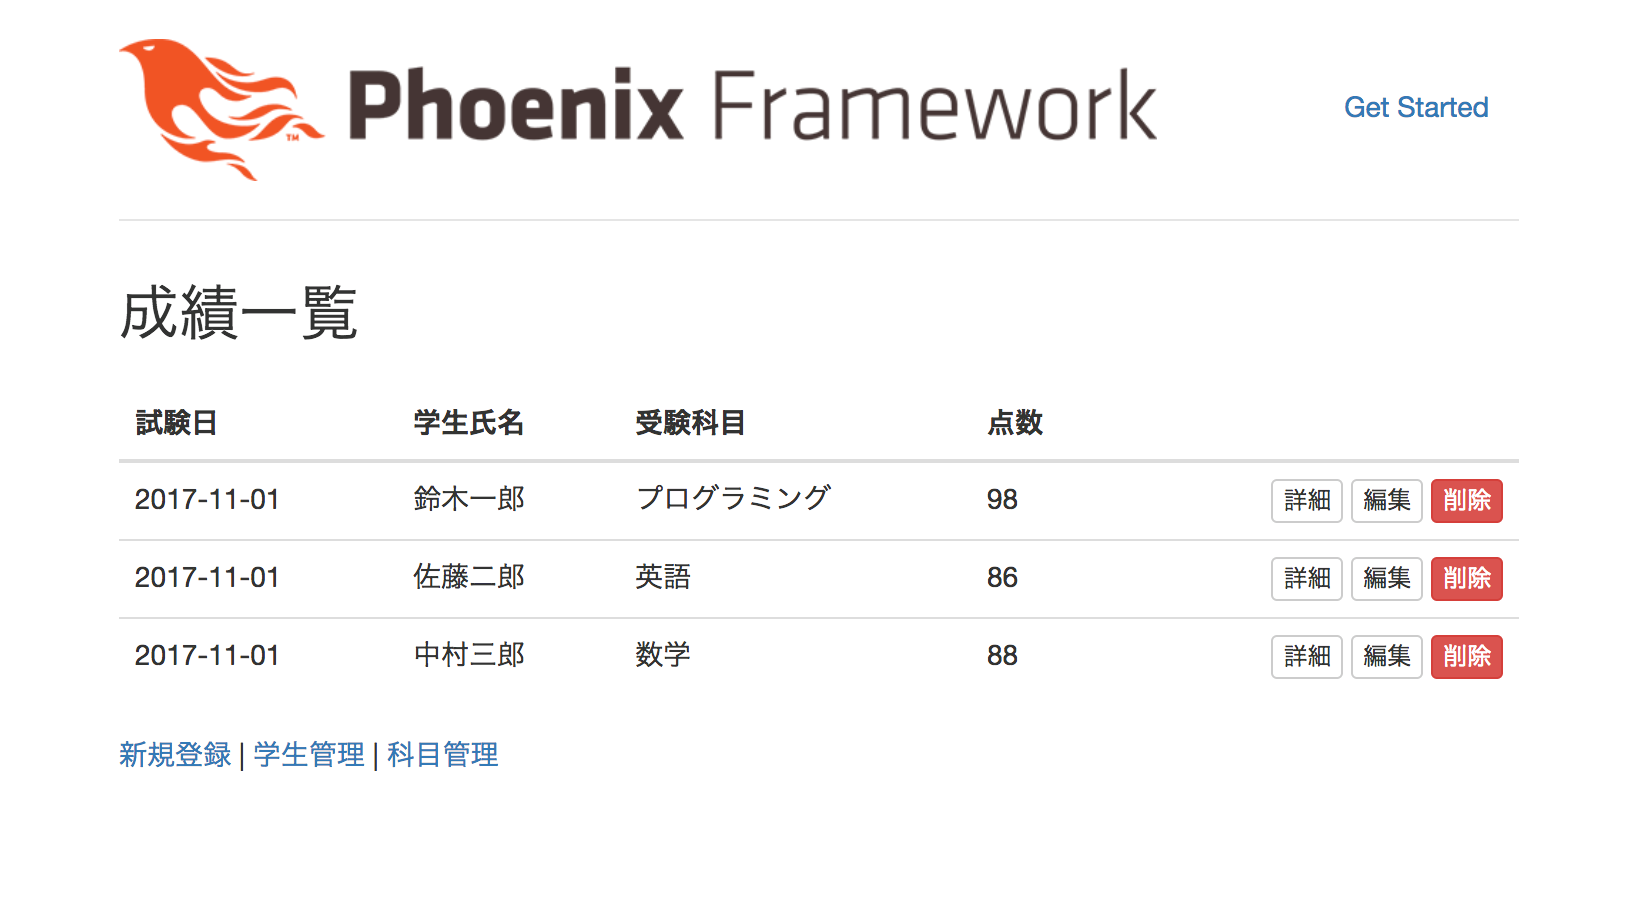 Phoenix Framework
TM
Get Started
成績一覧
試験日 学生氏名 受験科目 点数
2017-11-01 鈴木一郎 プログラミング 98 詳細 編集 削除
2017-11-01 佐藤二郎 英語 86 詳細 編集 削除
2017-11-01 中村三郎 数学 88 詳細 編集 削除
新規登録 | 学生管理 | 科目管理